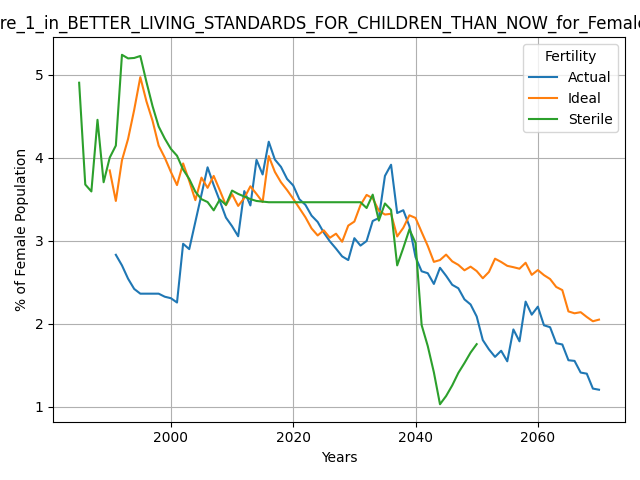 re_1_in_BETTER_LIVING_STANDARDS_FOR_CHILDREN_THAN_NOW_for_Female
Fertility
Actual
Ideal
Sterile
% of Female Population
5
4
3
2
1
2000 2020 2040 2060
Years